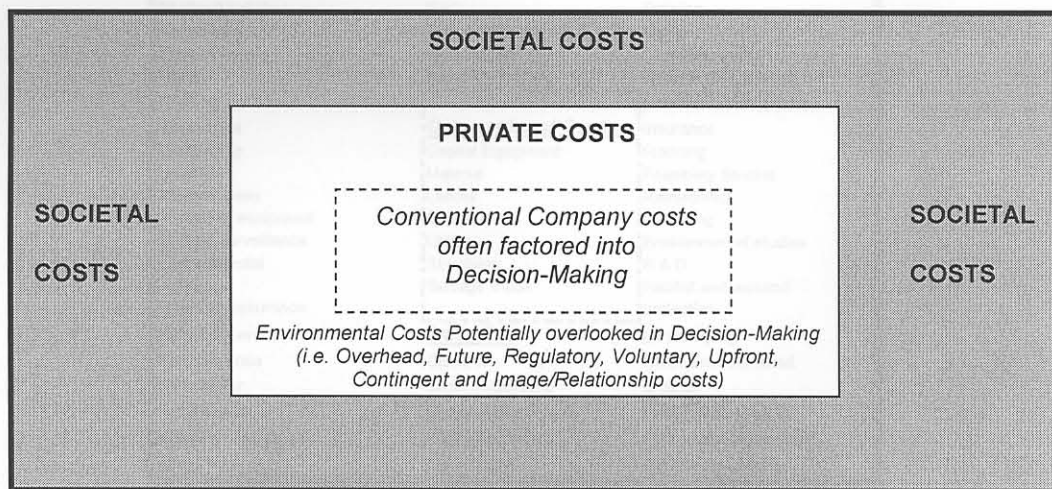 SOCIETAL COSTS
PRIVATE COSTS
SOCIETAL
COSTS
Conventional Company costs
often factored into
Decision-Making
SOCIETAL
COSTS
Environmental Costs Potentially overlooked in Decision-Making
(i.e. Overhead, Future, Regulatory, Voluntary, Upfront,
Contingent and Image/Relationship costs)